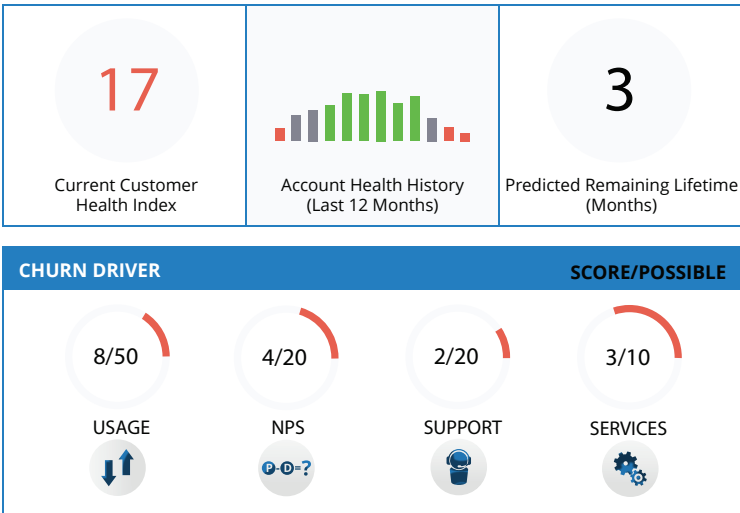 17
3
Current Customer
Health Index
Account Health History
(Last 12 Months)
Predicted Remaining Lifetime
(Months)
CHURN DRIVER SCORE/POSSIBLE
8/50 4/20 2/20 3/10
USAGE NPS SUPPORT SERVICES
P-D=?